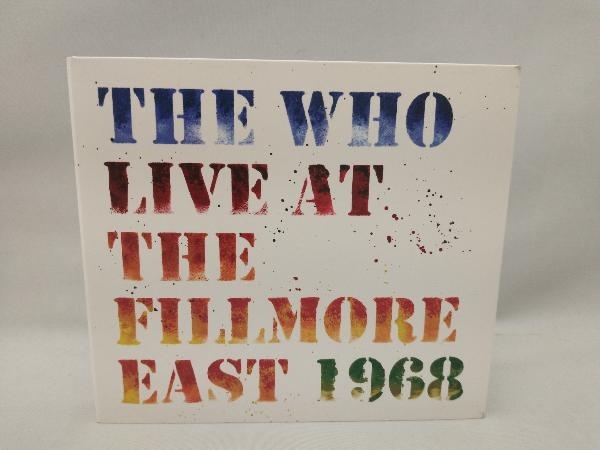 THE WHO
LIVE AT
THE
FILLMORE
EAST 1968